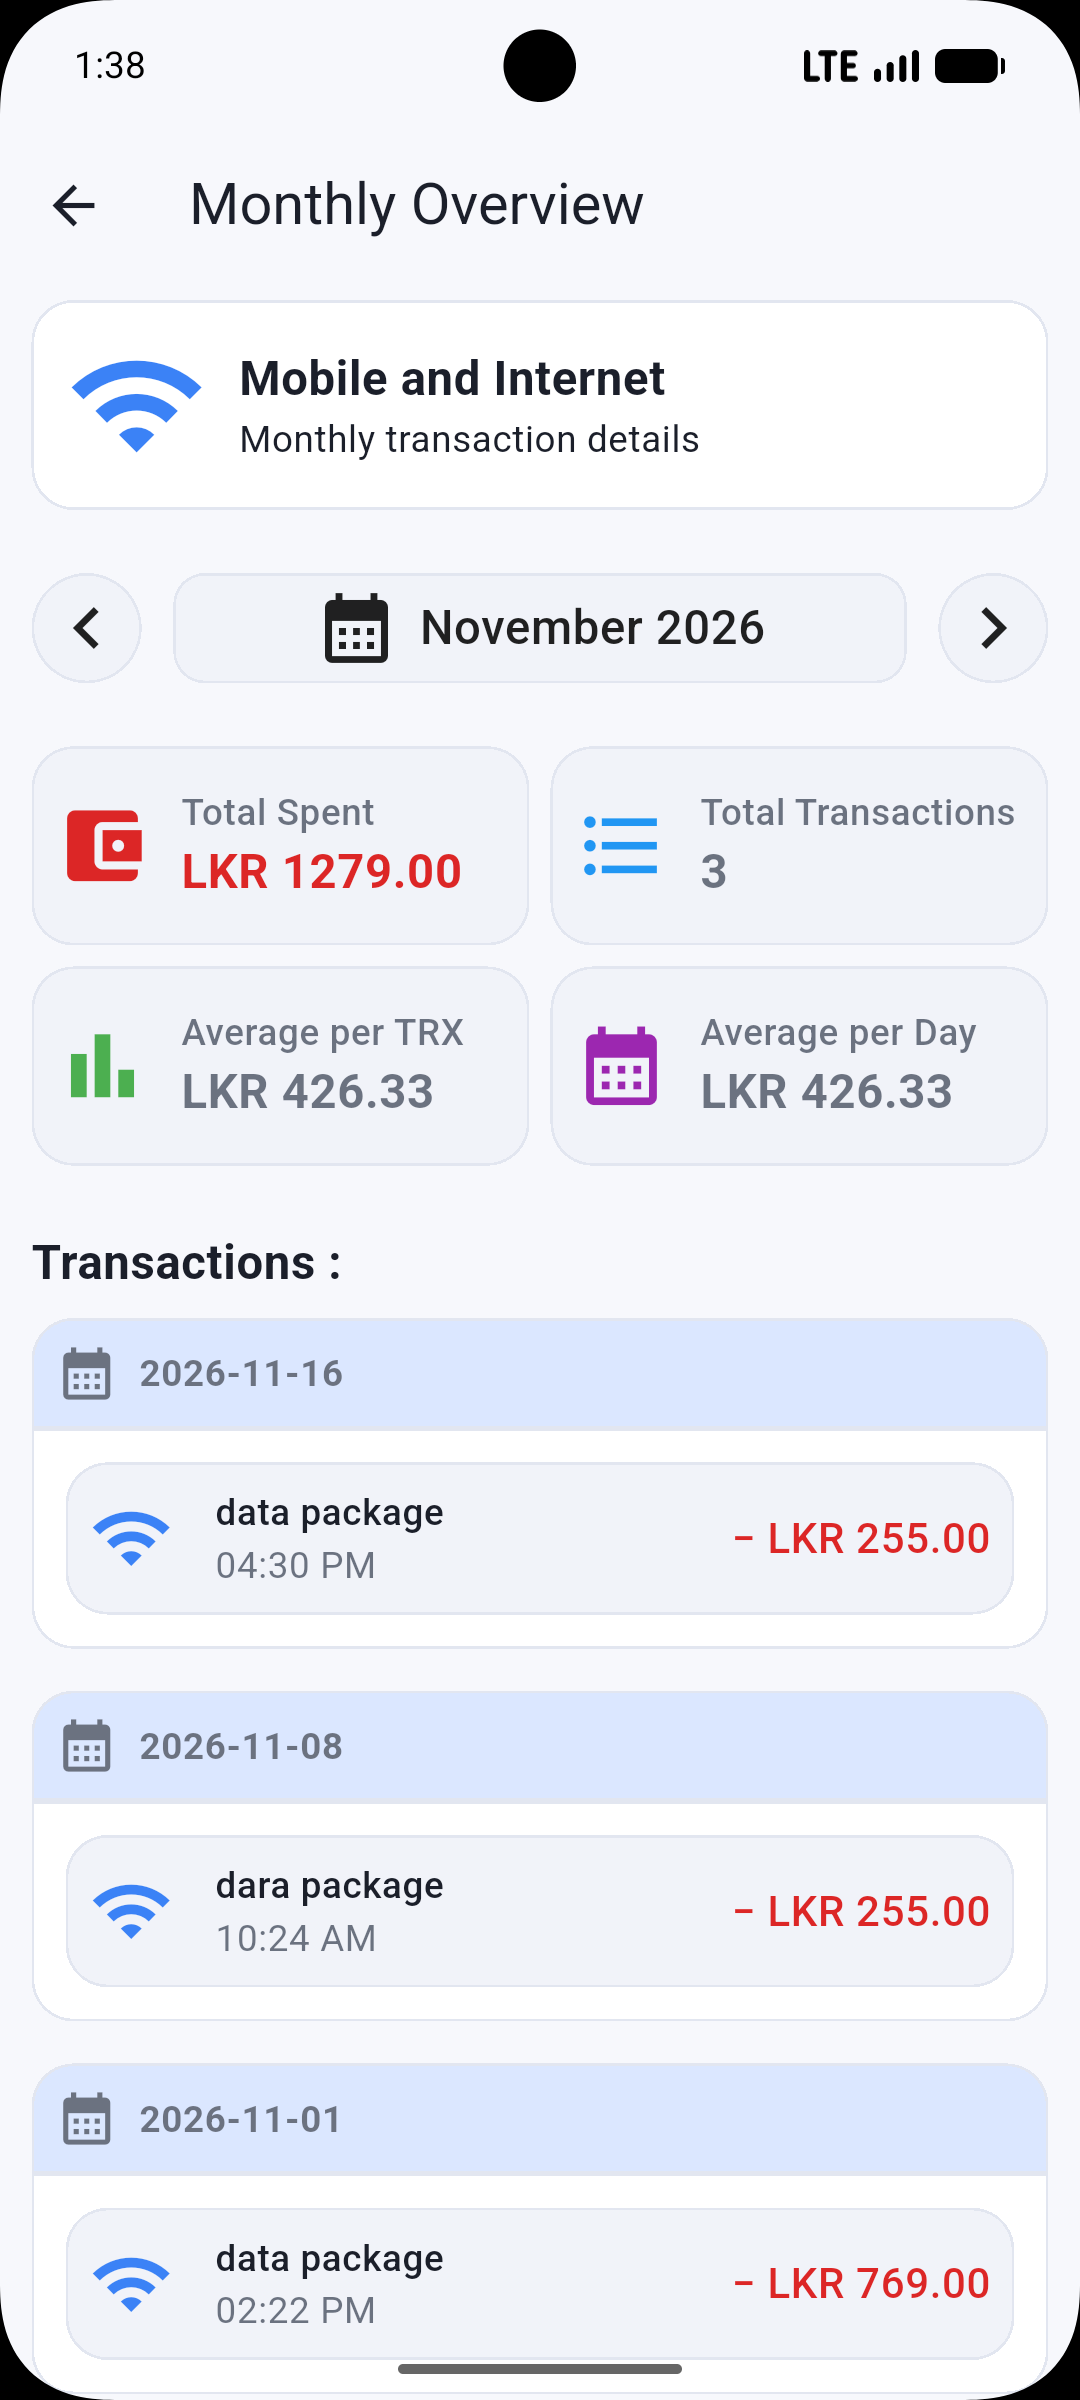 1:38
LTE
Monthly Overview
Mobile and Internet
Monthly transaction details
November 2026
Total Spent
LKR 1279.00
Total Transactions
3
Average per TRX
LKR 426.33
Average per Day
LKR 426.33
Transactions :
2026-11-16
data package
04:30 PM
− LKR 255.00
2026-11-08
dara package
10:24 AM
− LKR 255.00
2026-11-01
data package
02:22 PM
− LKR 769.00